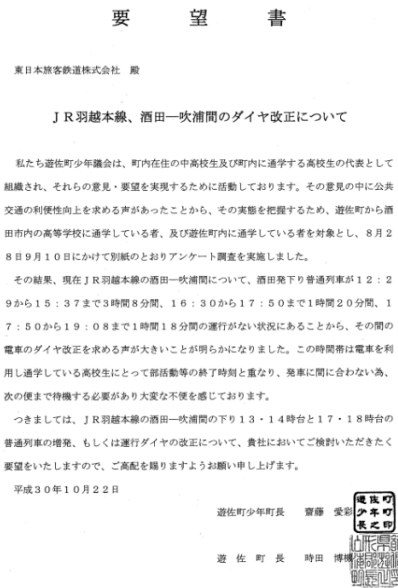 要望書
東日本旅客鉄道株式会社　殿
ＪＲ羽越本線、酒田―吹浦間のダイヤ改正について
私たち遊佐町少年議会は、町内在住の中高校生及び町内に通学する高校生の代表として
組織され、それらの意見・要望を実現するために活動しております。その意見の中に公共
交通の利便性向上を求める声があったことから、その実態を把握するため、遊佐町から酒
田市内の高等学校に通学している者、及び遊佐町内に通学している者を対象とし、８月２
８日９月１０日にかけて別紙のとおりアンケート調査を実施しました。
その結果、現在ＪＲ羽越本線の酒田―吹浦間について、酒田発下り普通列車が１２：２
９から１５：３７まで３時間８分間、１６：３０から１７：５０まで１時間２０分間、１
７：５０から１９：０８まで１時間１８分間の運行がない状況にあることから、その間の
電車のダイヤ改正を求める声が大きいことが明らかになりました。この時間帯は電車を利
用し通学している高校生にとって部活動等の終了時刻と重なり、発車に間に合わない為、
次の便まで待機する必要があり大変な不便を感じております。
つきましては、ＪＲ羽越本線の酒田―吹浦間の下り１３・１４時台と１７・１８時台の
普通列車の増発、もしくは運行ダイヤの改正について、貴社においてご検討いただきたく
要望をいたしますので、ご高配を賜りますようお願い申し上げます。
平成３０年１０月２２日
遊佐町少年町長　齋藤　愛彩
遊佐町少年町長之印
遊佐町長　時田　博機